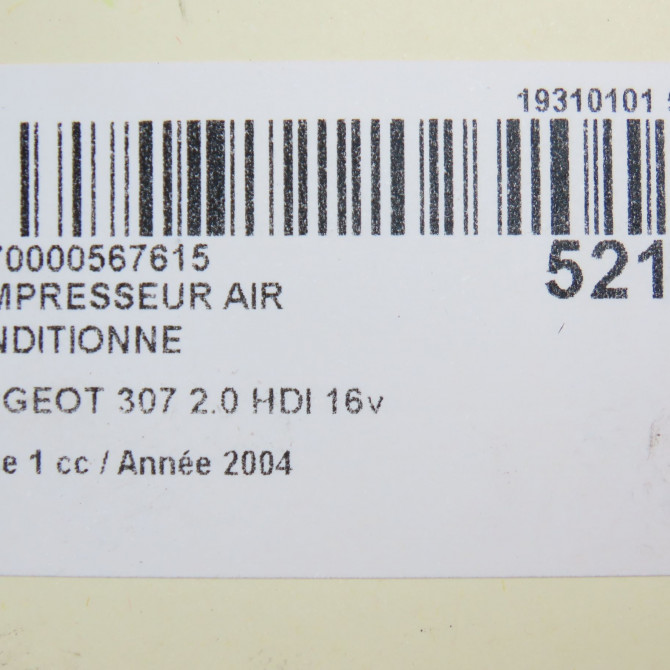 19310101
70000567615
521
MPRESSEUR AIR
NDITIONNE
GEOT 307 2.0 HDI 16v
e 1 cc / Année 2004